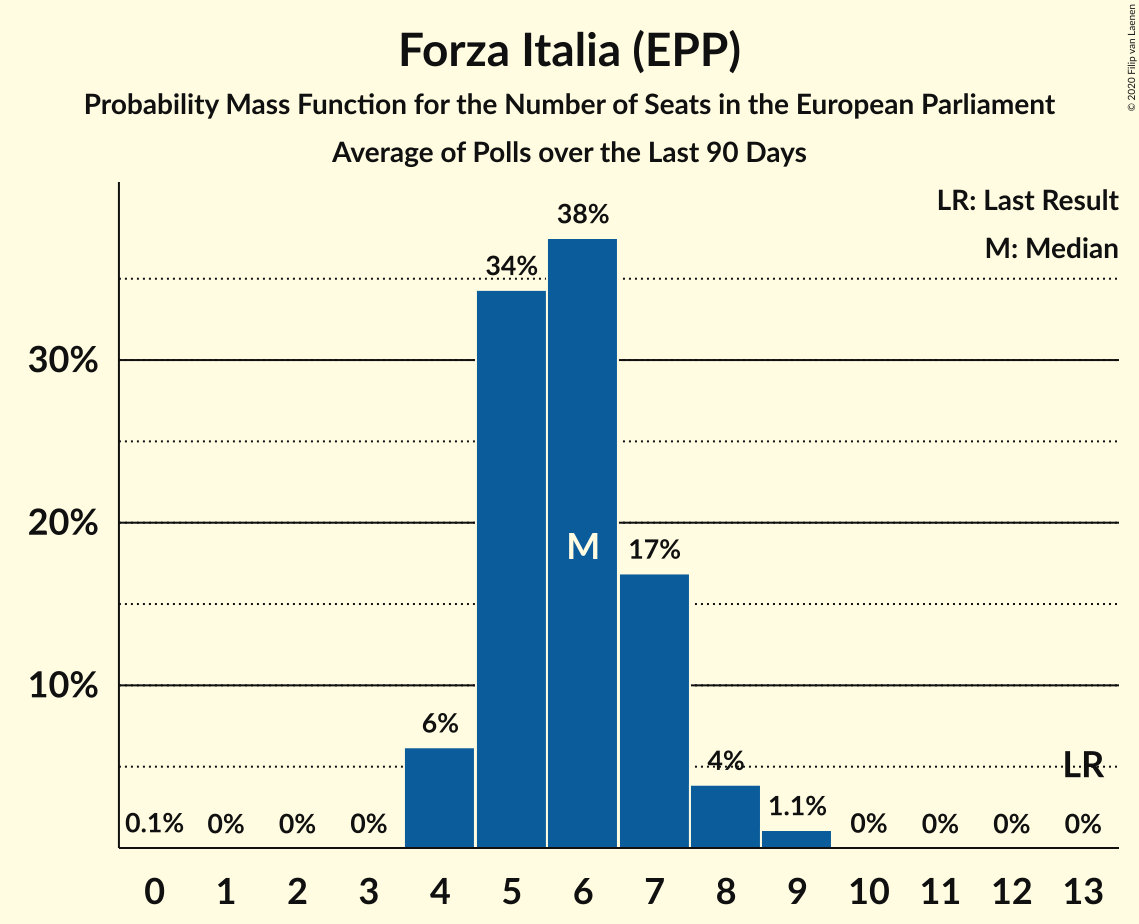 Forza Italia (EPP)
Probability Mass Function for the Number of Seats in the European Parliament
Average of Polls over the Last 90 Days
© 2020 Filip van Laenen
LR: Last Result
M: Median
38%
34%
30%
20%
M
17%
10%
6%
4%
LR
1.1%
0.1% 0% 0% 0% 0% 0% 0% 0%
0 1 2 3 4 5 6 7 8 9 10 11 12 13